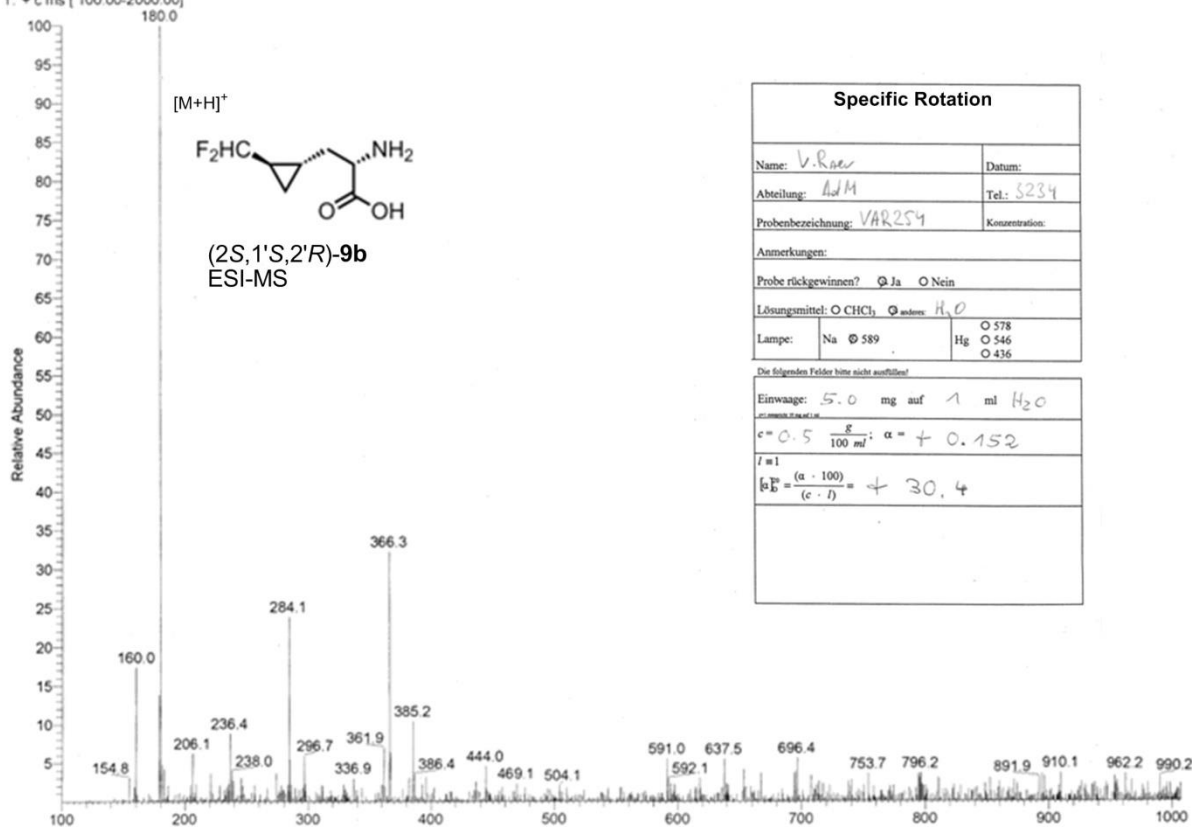 180.0
[M+H]+
F2HC
NH2
O
OH
(2S,1'S,2'R)-9b
ESI-MS
Relative Abundance
100
95
90
85
80
75
70
65
60
55
50
45
40
35
30
25
20
15
10
5
366.3
284.1
160.0
385.2
236.4
361.9
206.1
296.7
238.0
386.4
444.0
154.8
336.9
469.1
504.1
591.0
637.5
696.4
592.1
753.7
796.2
891.9
910.1
962.2
990.2
100
200
300
400
500
600
700
800
900
1000
Specific Rotation
Name: V.Raev
Datum:
Abteilung: AdM
Tel.: 5234
Probenbezeichnung: VAR254
Konzentration:
Anmerkungen:
Probe rückgewinnen? Ja Nein
Lösungsmittel: CHCl3 anderes: H2O
Lampe: Na 589 Hg 578
546
436
Die folgenden Felder bitte nicht ausfüllen!
Einwaage: 5.0 mg auf 1 ml H2O
c = 0.5 g/100 ml; α = + 0.152
l = 1
[α]D = (α · 100)/(c · l) = + 30.4